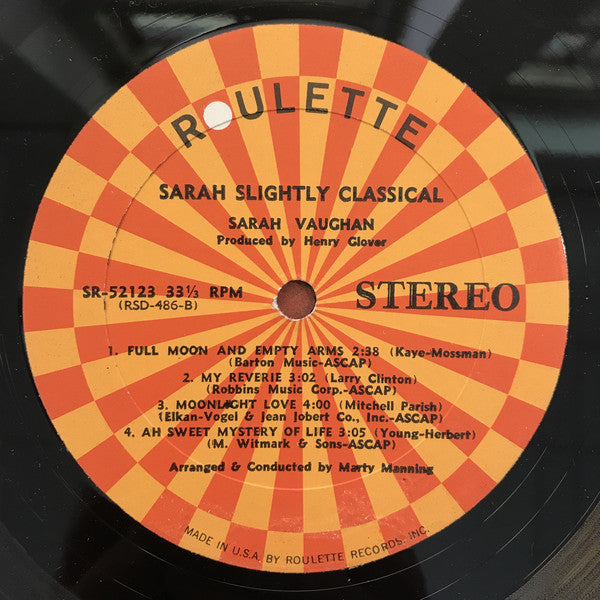 ROULETTE
SARAH SLIGHTLY CLASSICAL
SARAH VAUGHAN
Produced by Henry Glover
SR-52123 33⅓ RPM
(RSD-486-B)
STEREO
1. FULL MOON AND EMPTY ARMS 2:38 (Kaye-Mossman)
(Barton Music-ASCAP)
2. MY REVERIE 3:02 (Larry Clinton)
(Robbins Music Corp.-ASCAP)
3. MOONLIGHT LOVE 4:00 (Mitchell Parish)
(Elkan-Vogel & Jean Jobert Co., Inc.-ASCAP)
4. AH SWEET MYSTERY OF LIFE 3:05 (Young-Herbert)
(M. Witmark & Sons-ASCAP)
Arranged & Conducted by Marty Manning
MADE IN U.S.A. BY ROULETTE RECORDS, INC.